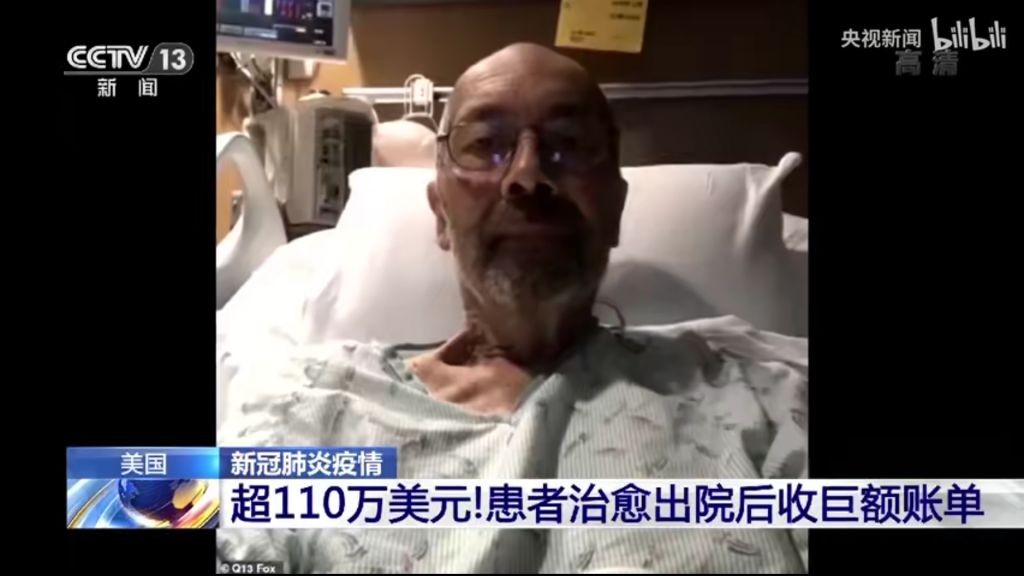 CCTV 13
新闻
央视新闻 bilibili
高清
美国
新冠肺炎疫情
超110万美元!患者治愈出院后收巨额账单
© Q13 Fox